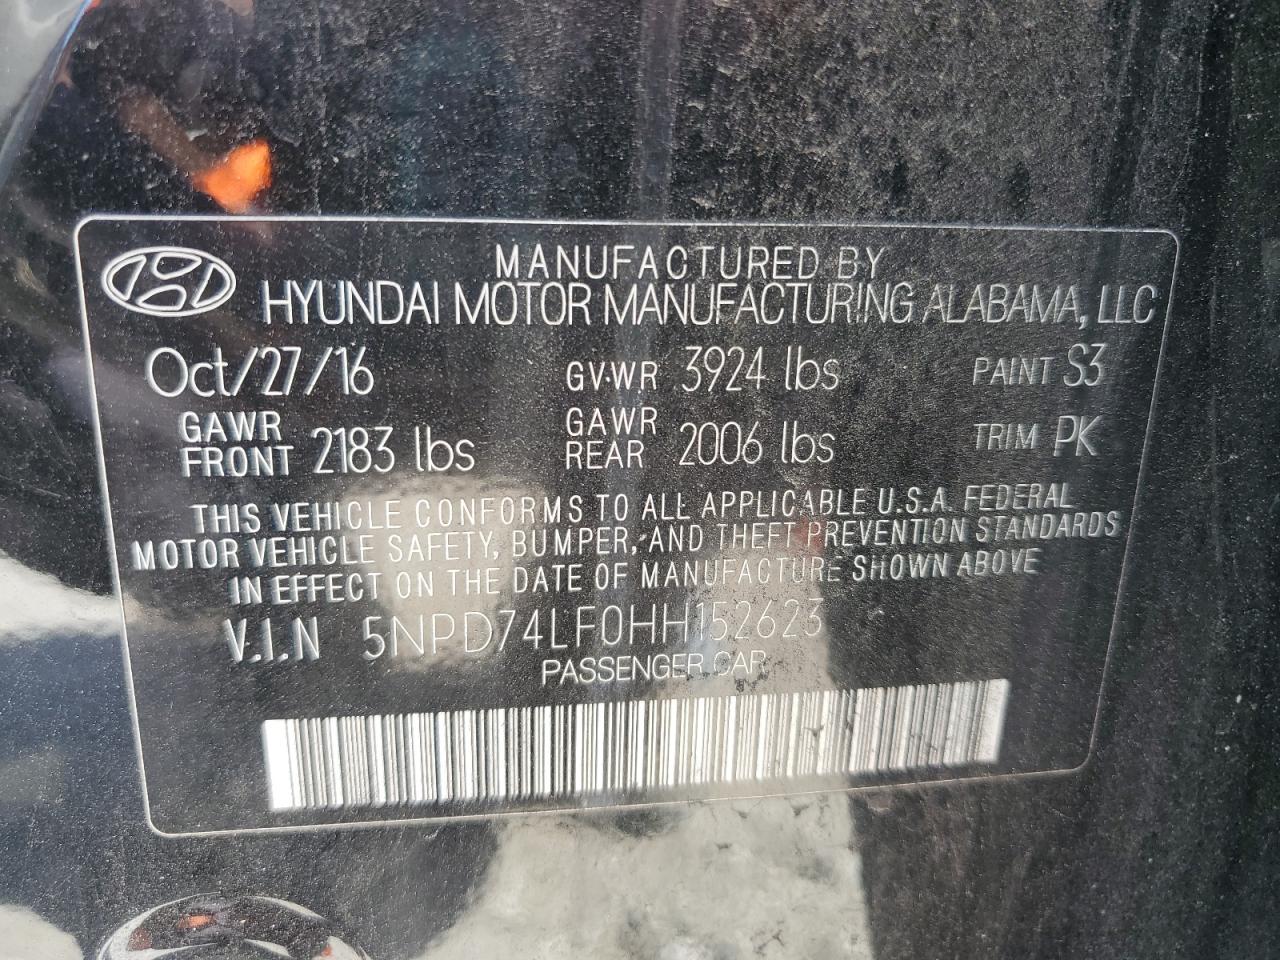 MANUFACTURED BY
HYUNDAI MOTOR MANUFACTURING ALABAMA, LLC
Oct/27/16 GVWR 3924 lbs PAINT S3
GAWR FRONT 2183 lbs GAWR REAR 2006 lbs TRIM PK
THIS VEHICLE CONFORMS TO ALL APPLICABLE U.S.A. FEDERAL
MOTOR VEHICLE SAFETY, BUMPER, AND THEFT PREVENTION STANDARDS
IN EFFECT ON THE DATE OF MANUFACTURE SHOWN ABOVE
V.I.N 5NPD74LF0HH152623
PASSENGER CAR